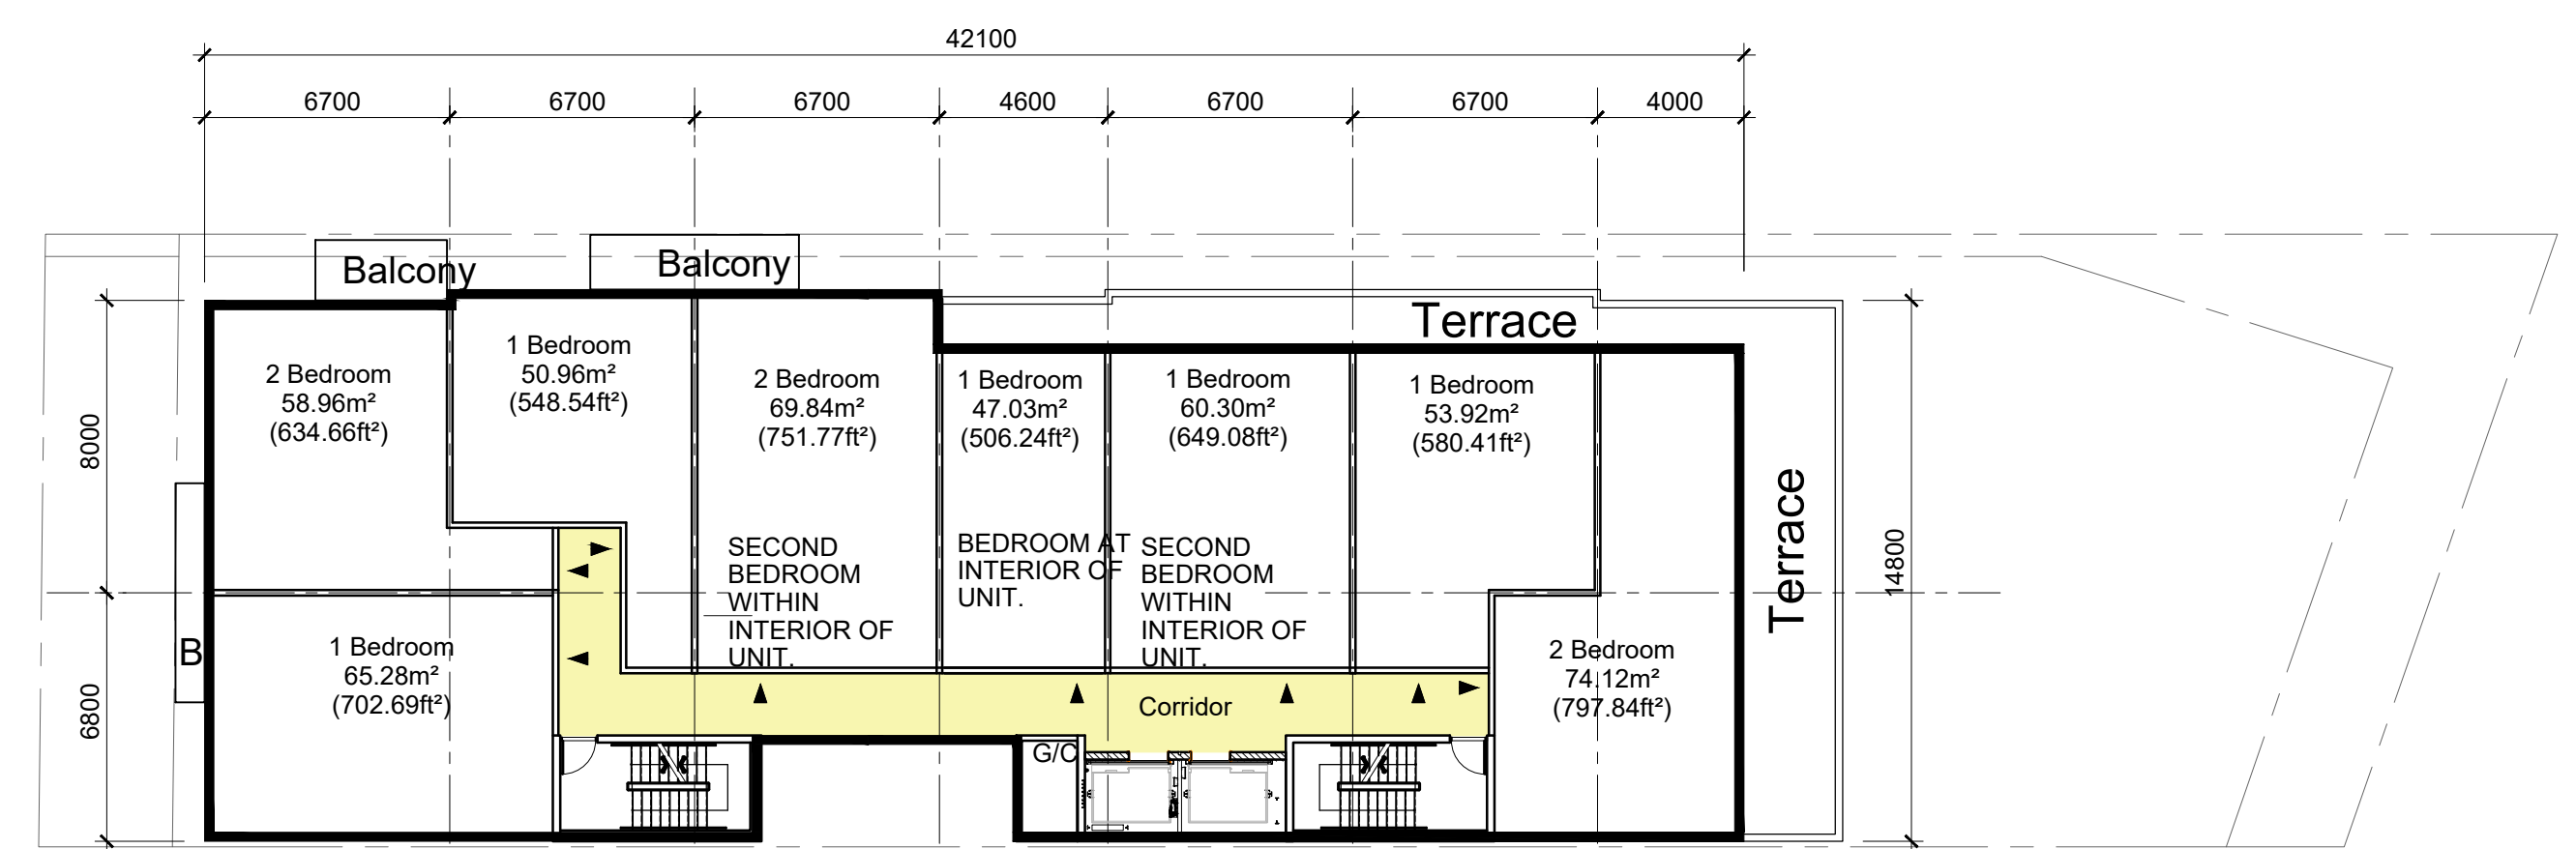 42100
6700 6700 6700 4600 6700 6700 4000
Balcony
Balcony
Terrace
2 Bedroom
58.96m²
(634.66ft²)
1 Bedroom
50.96m²
(548.54ft²)
2 Bedroom
69.84m²
(751.77ft²)
1 Bedroom
47.03m²
(506.24ft²)
1 Bedroom
60.30m²
(649.08ft²)
1 Bedroom
53.92m²
(580.41ft²)
8000
SECOND
BEDROOM
WITHIN
INTERIOR OF
UNIT.
BEDROOM AT
INTERIOR OF
UNIT.
SECOND
BEDROOM
WITHIN
INTERIOR OF
UNIT.
Terrace
14800
B
1 Bedroom
65.28m²
(702.69ft²)
2 Bedroom
74.12m²
(797.84ft²)
6800
Corridor
G/C